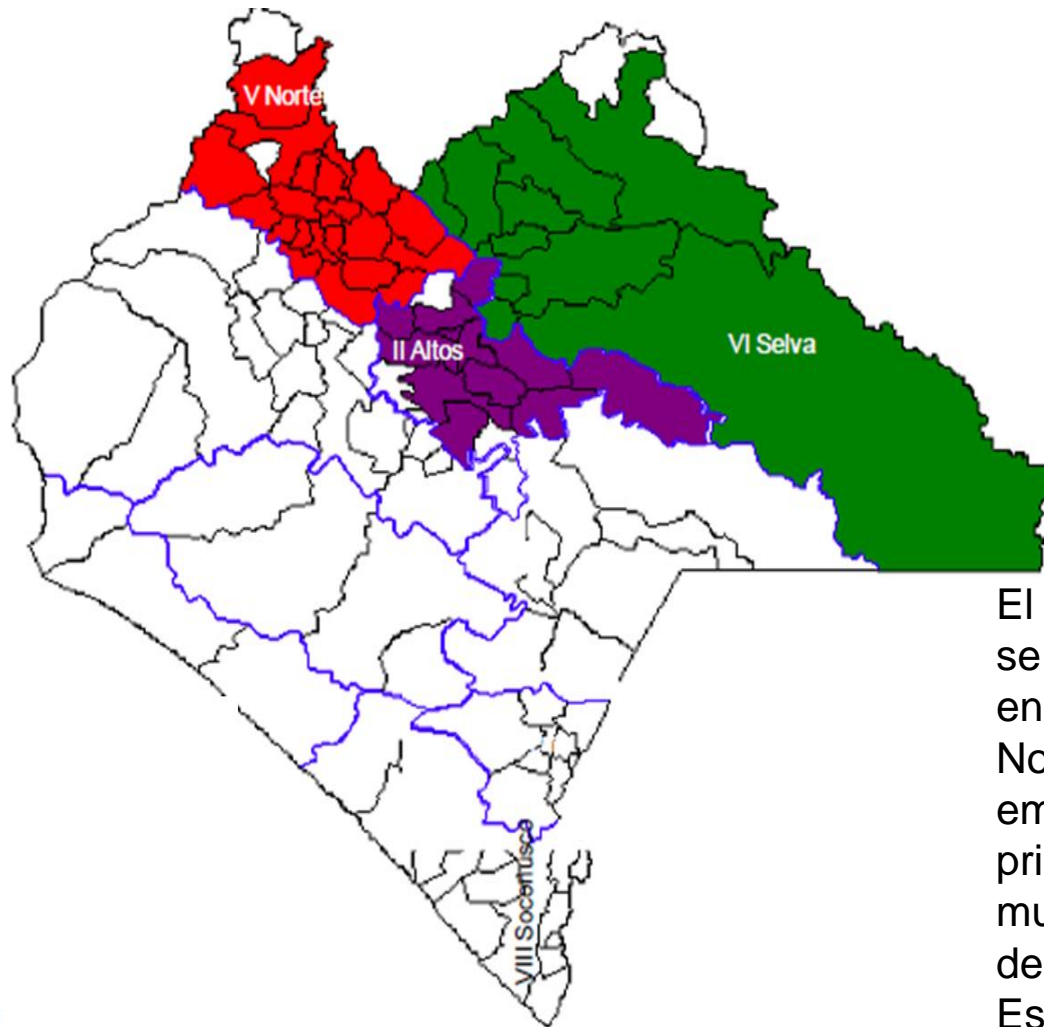 V Norte
II Altos
VI Selva
VIII Soconusco
El
se
en
No
em
pri
mu
de
Es